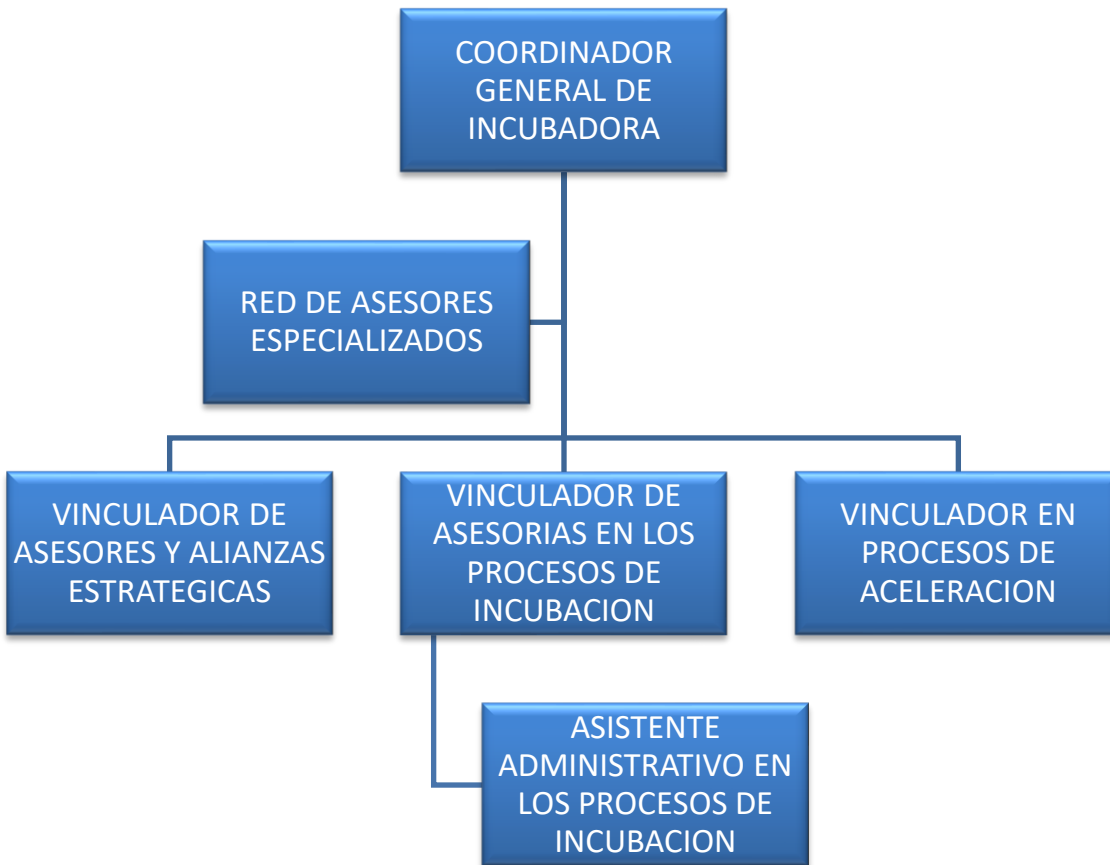 COORDINADOR
GENERAL DE
INCUBADORA
RED DE ASESORES
ESPECIALIZADOS
VINCULADOR DE
ASESORES Y ALIANZAS
ESTRATEGICAS
VINCULADOR DE
ASESORIAS EN LOS
PROCESOS DE
INCUBACION
VINCULADOR EN
PROCESOS DE
ACELERACION
ASISTENTE
ADMINISTRATIVO EN
LOS PROCESOS DE
INCUBACION